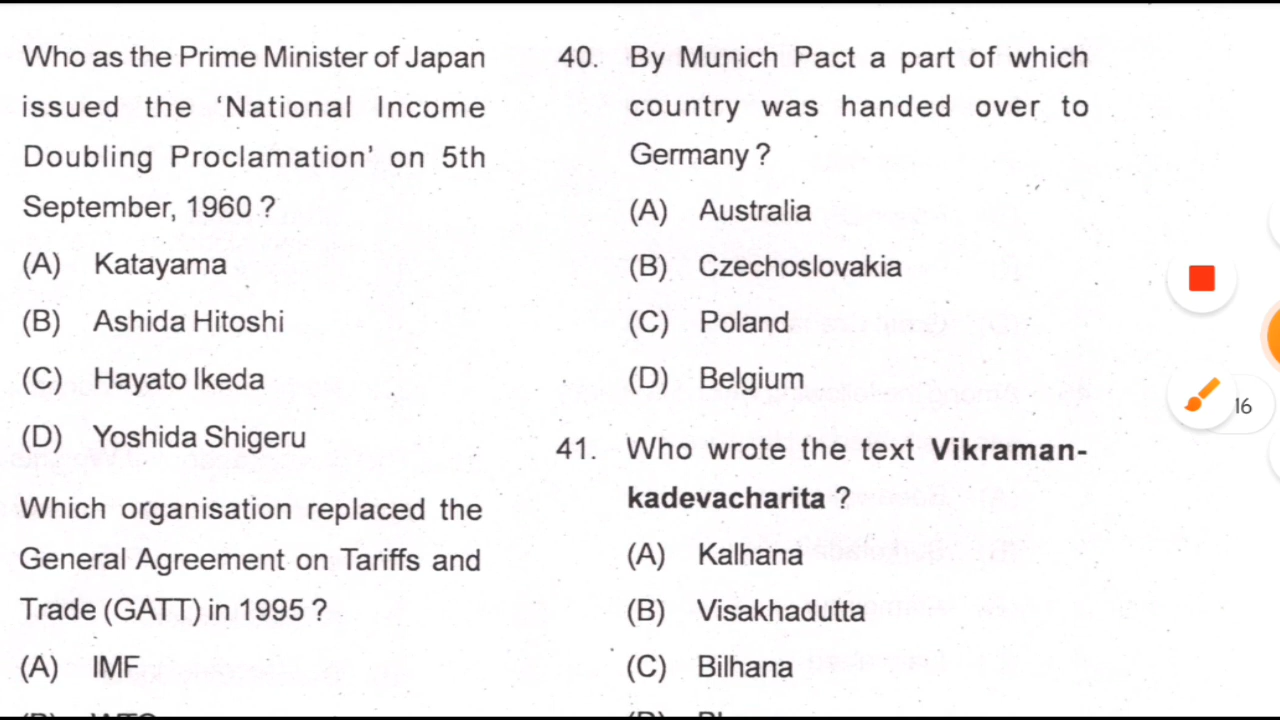 Who as the Prime Minister of Japan
issued the ‘National Income
Doubling Proclamation’ on 5th
September, 1960 ?
(A) Katayama
(B) Ashida Hitoshi
(C) Hayato Ikeda
(D) Yoshida Shigeru
Which organisation replaced the
General Agreement on Tariffs and
Trade (GATT) in 1995 ?
(A) IMF
40. By Munich Pact a part of which
country was handed over to
Germany ?
(A) Australia
(B) Czechoslovakia
(C) Poland
(D) Belgium
41. Who wrote the text Vikraman-
kadevacharita ?
(A) Kalhana
(B) Visakhadutta
(C) Bilhana
16